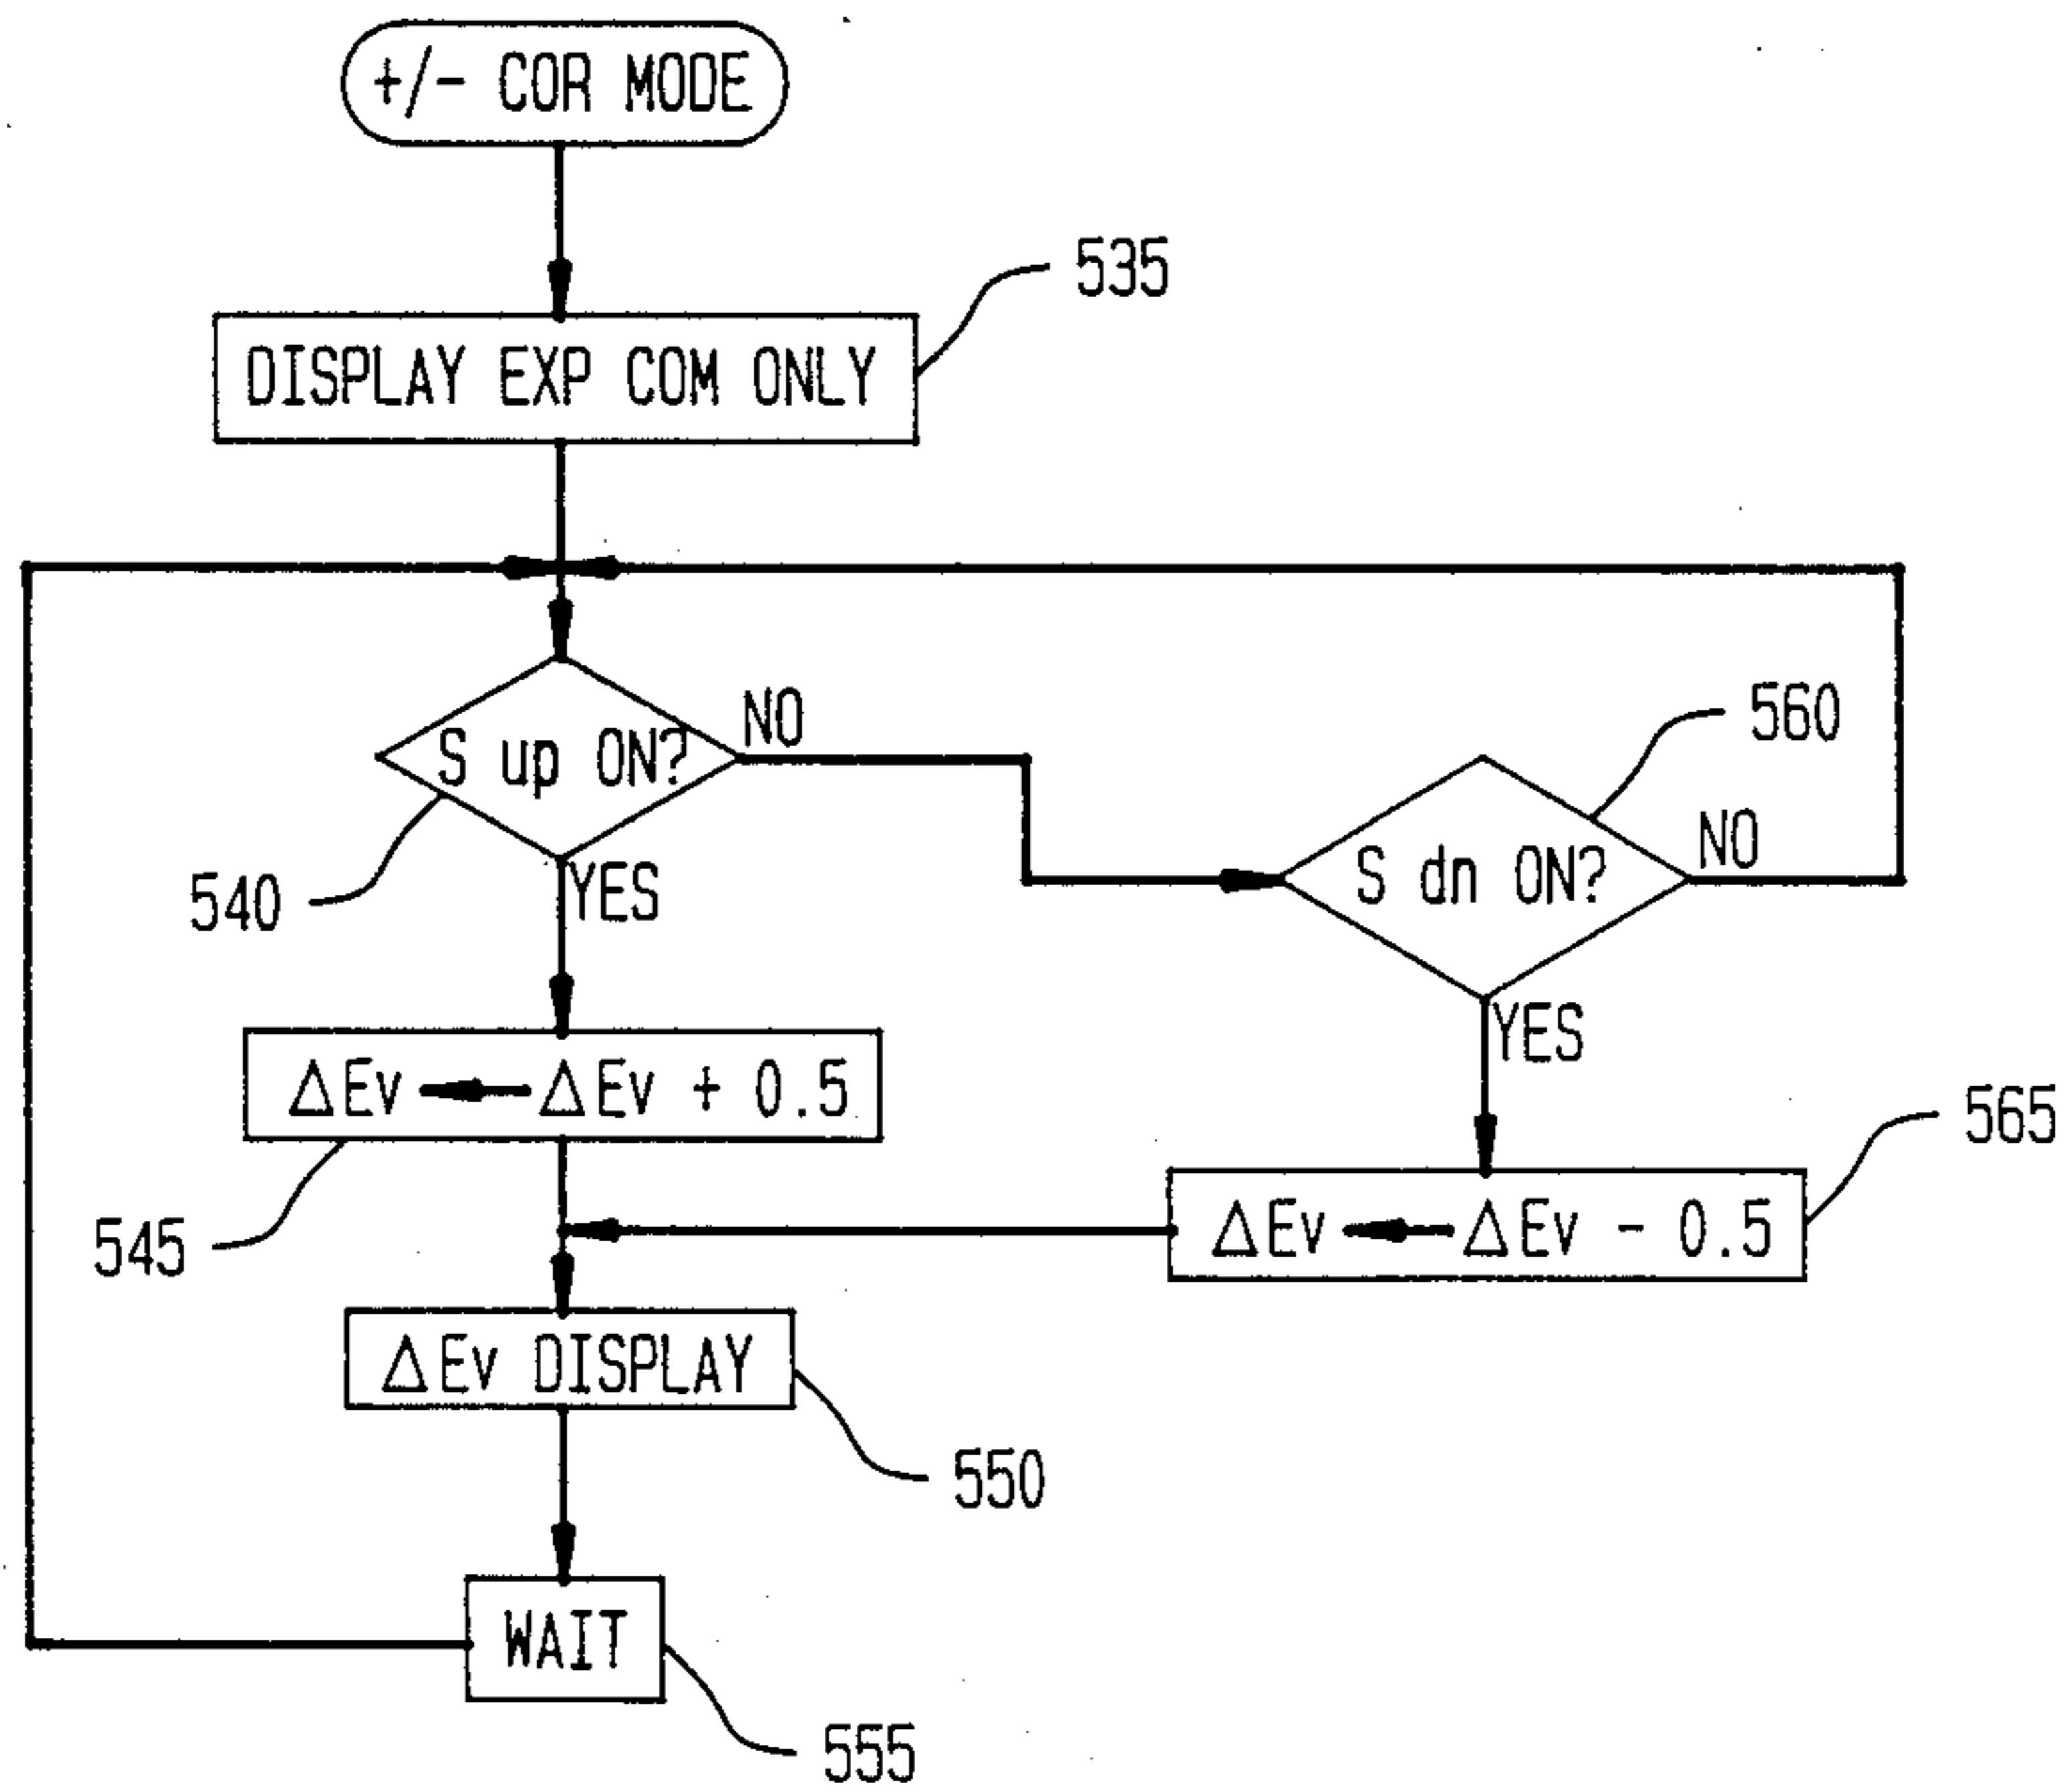 +/- COR MODE
535
DISPLAY EXP COM ONLY
S up ON?
NO
540
YES
560
S dn ON?
NO
YES
ΔEv ← ΔEv + 0.5
545
565
ΔEv ← ΔEv - 0.5
ΔEv DISPLAY
550
WAIT
555